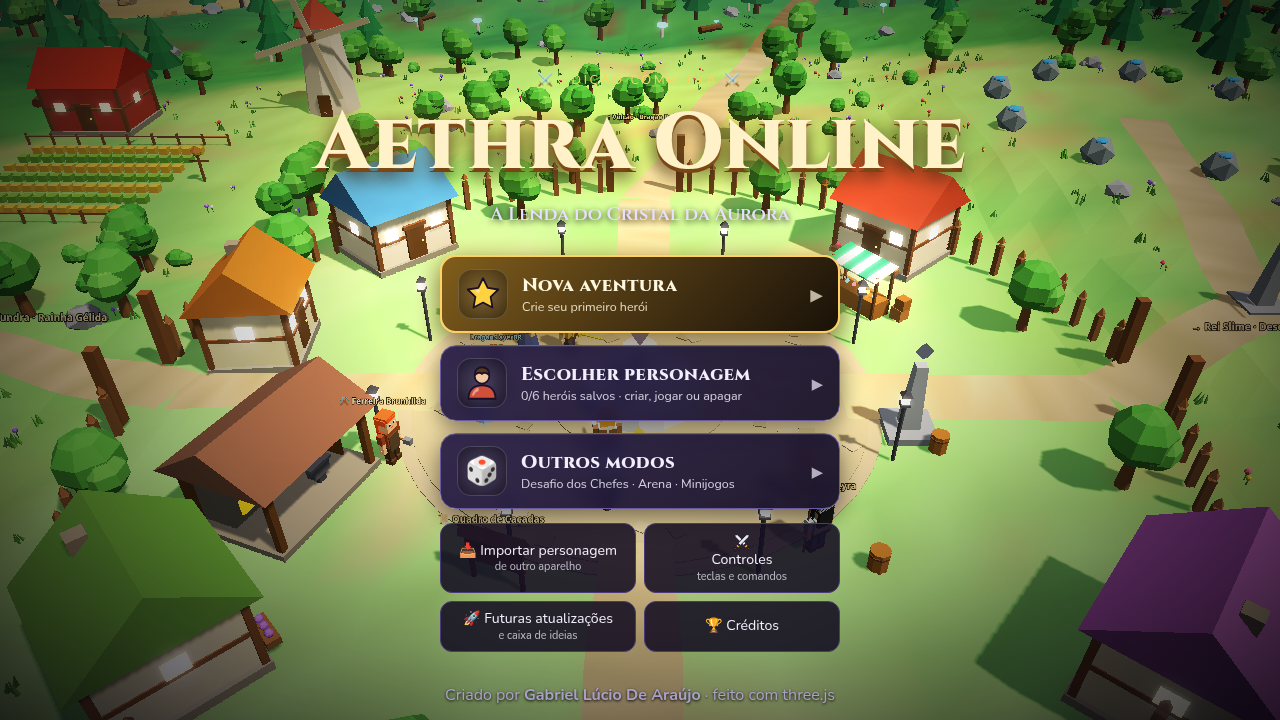 AETHRA ONLINE
A LENDA DO CRISTAL DA AURORA
NOVA AVENTURA
Crie seu primeiro herói
undra · Rainha Gélida
→ Rei Slime · Des
ESCOLHER PERSONAGEM
0/6 heróis salvos · criar, jogar ou apagar
Ferreira Brunhilda
OUTROS MODOS
Desafio dos Chefes · Arena · Minijogos
yra
Quadro de Caçadas
Importar personagem
de outro aparelho
Controles
teclas e comandos
Futuras atualizações
e caixa de ideias
Créditos
Criado por Gabriel Lúcio De Araújo · feito com three.js